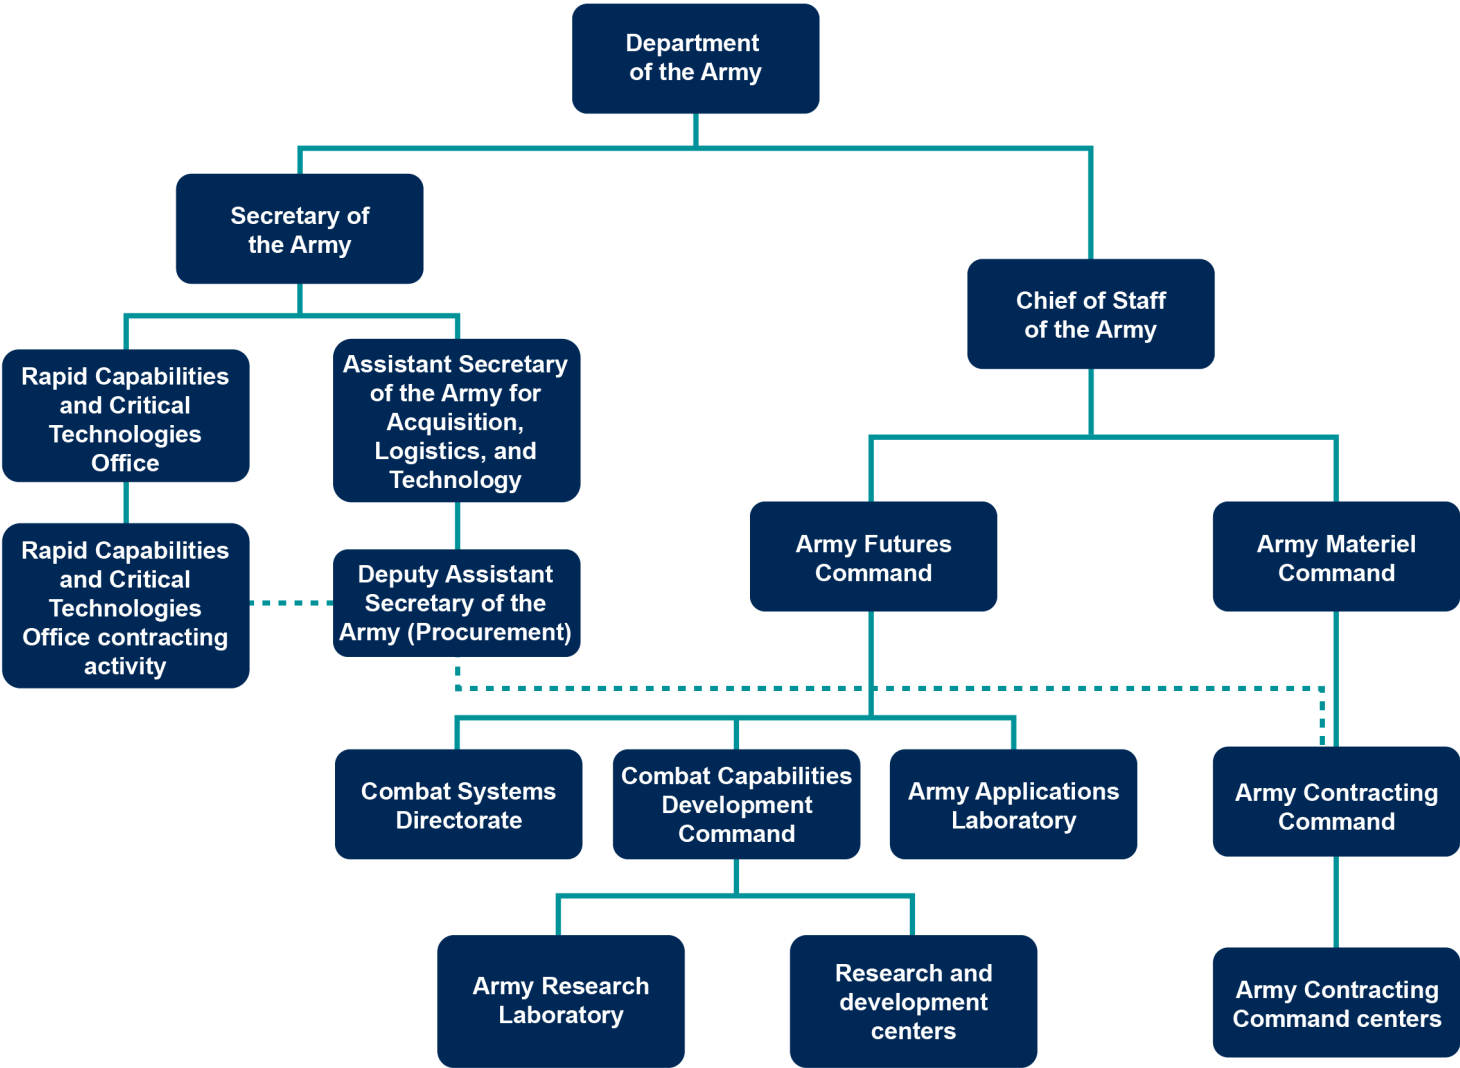 Department
of the Army
Secretary of
the Army
Chief of Staff
of the Army
Rapid Capabilities
and Critical
Technologies
Office
Assistant Secretary
of the Army for
Acquisition,
Logistics, and
Technology
Rapid Capabilities
and Critical
Technologies
Office contracting
activity
Deputy Assistant
Secretary of the
Army (Procurement)
Army Futures
Command
Army Materiel
Command
Combat Systems
Directorate
Combat Capabilities
Development
Command
Army Applications
Laboratory
Army Contracting
Command
Army Research
Laboratory
Research and
development
centers
Army Contracting
Command centers